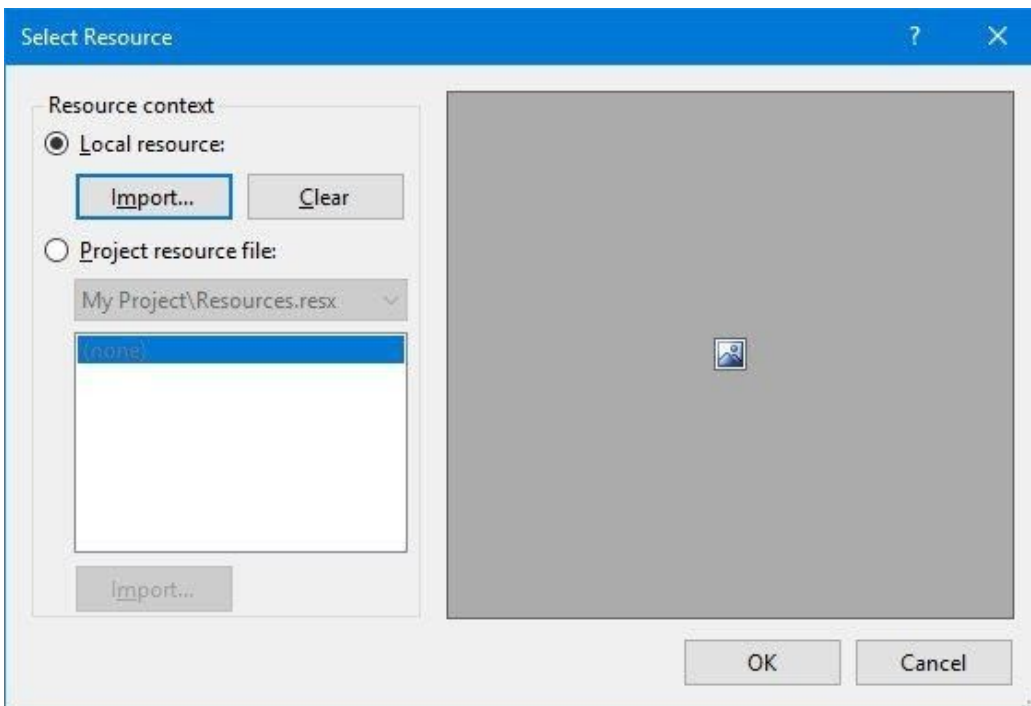 Select Resource
?
Resource context
Local resource:
Import...
Clear
Project resource file:
My Project\Resources.resx
(none)
Import...
OK
Cancel